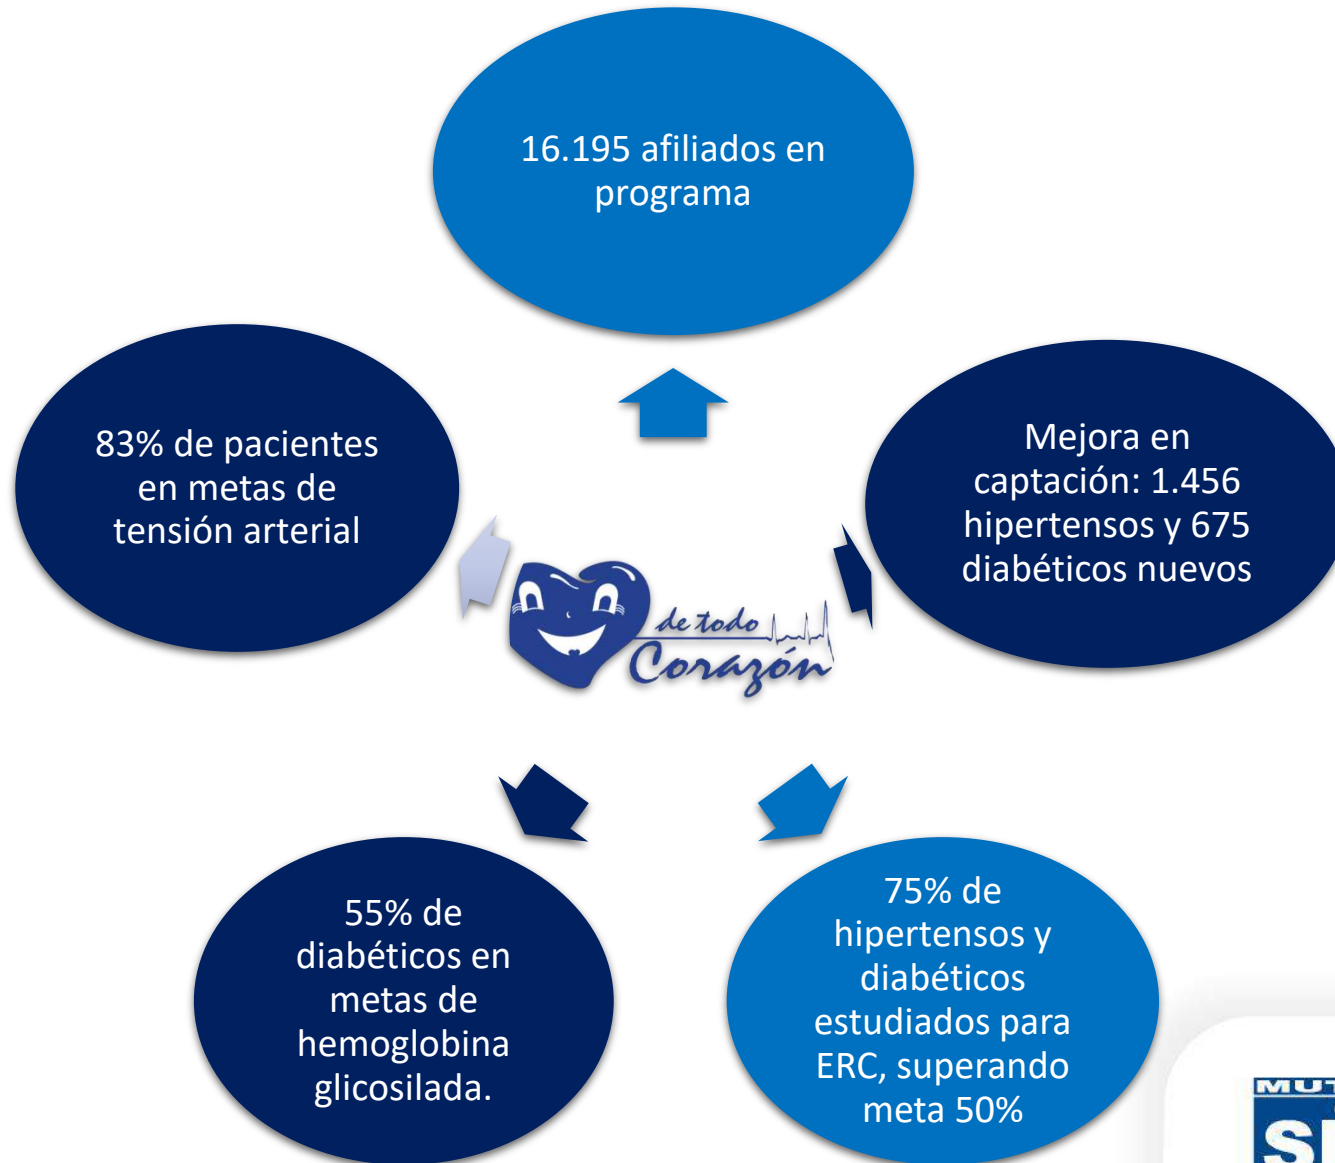 16.195 afiliados en
programa
83% de pacientes
en metas de
tensión arterial
Mejora en
captación: 1.456
hipertensos y 675
diabéticos nuevos
de todo
Corazón
55% de
diabéticos en
metas de
hemoglobina
glicosilada.
75% de
hipertensos y
diabéticos
estudiados para
ERC, superando
meta 50%